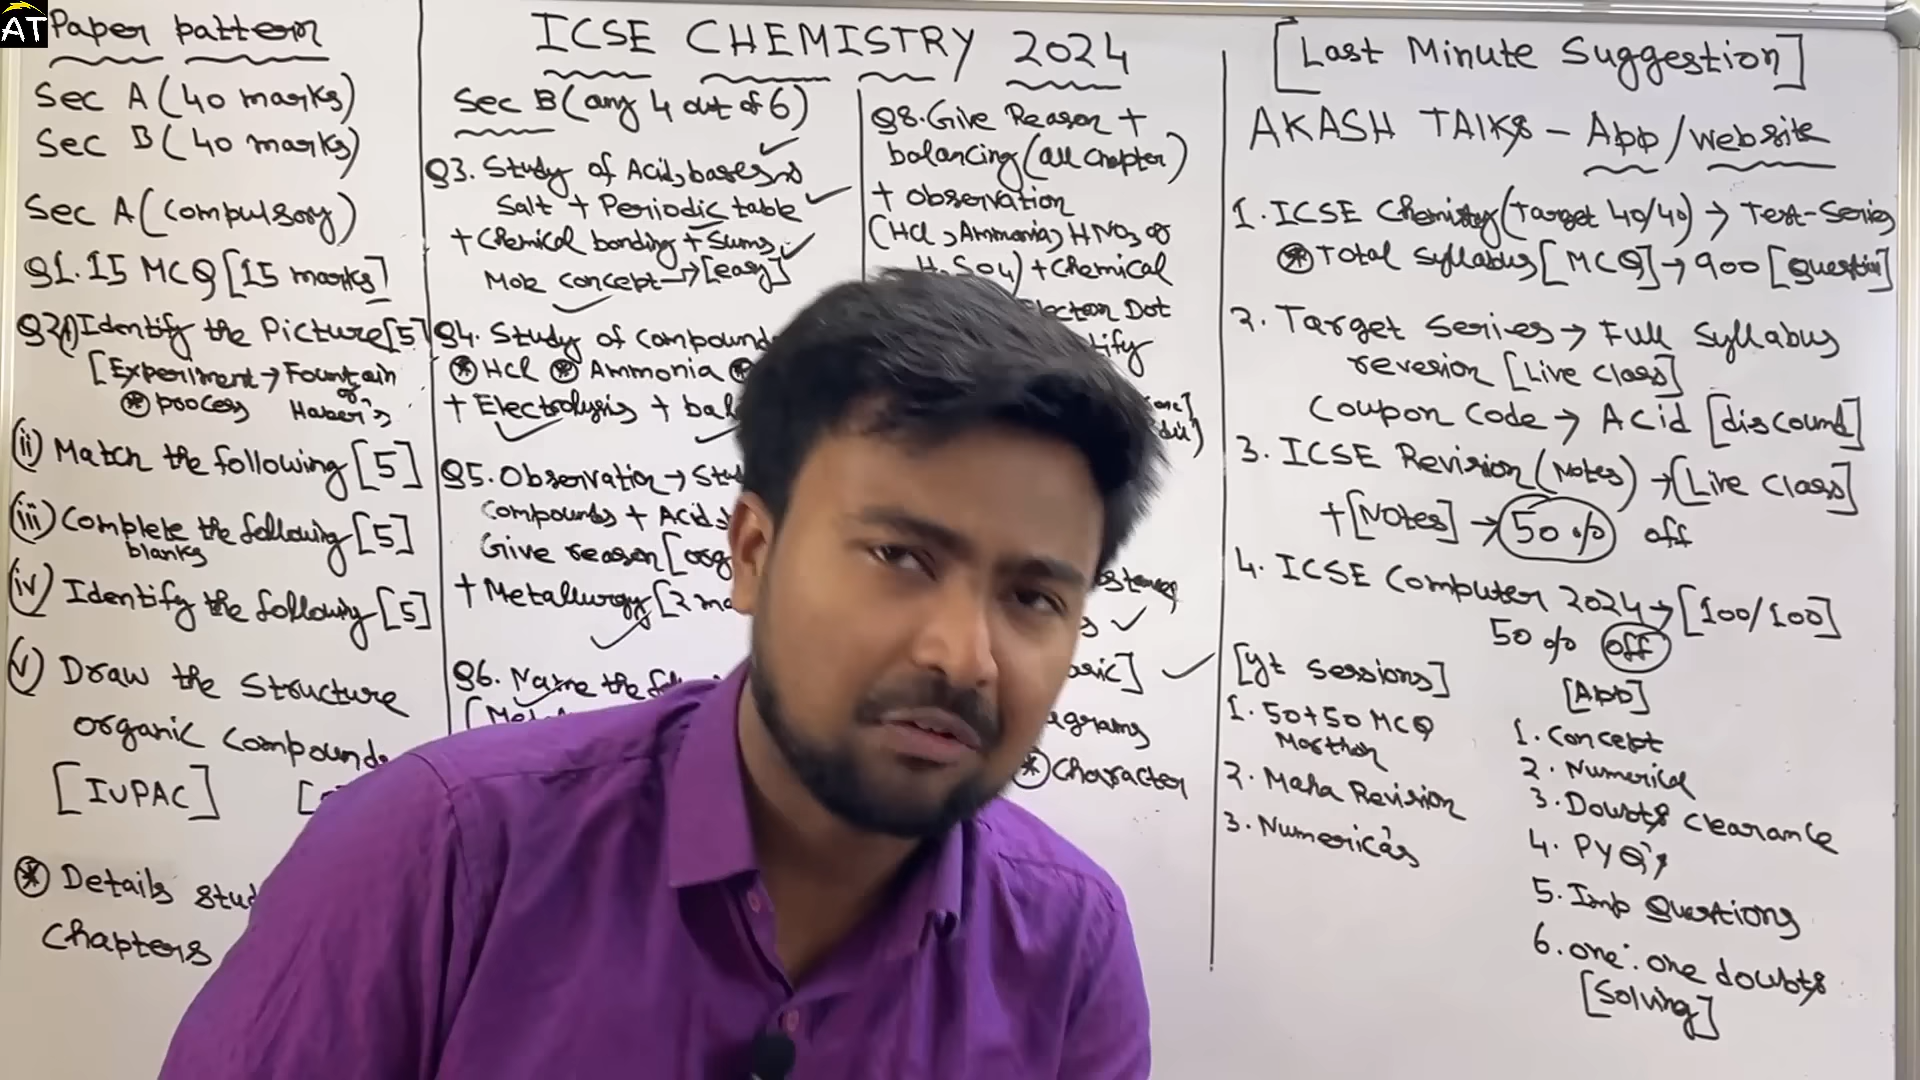 AT
Paper pattern
Sec A (40 marks)
Sec B (40 marks)
Sec A (compulsory)
Q1. 15 MCQ [15 marks]
Q2 i) Identify the Picture [5]
[Experiment → Fountain
or
* process Haber's
(ii) Match the following [5]
(iii) Complete the following [5]
blanks
(iv) Identify the following [5]
(v) Draw the Structure
organic compounds
[IUPAC] [
* Details
chapters
ICSE CHEMISTRY 2024
Sec B (any 4 out of 6)
Q3. Study of Acid, bases &
Salt + Periodic table
+ Chemical bonding + Sums
Mole concept → [easy]
Q4. Study of Compound
* HCl * Ammonia *
+ Electrolysis +
Q5. Observation →
Compounds + Acid,
Give reason [
+ Metallurgy [2
Q6. Name the
Q8. Give Reason +
balancing (all chapter)
+ Observation
(HCl, Ammonia, HNO3 or
H2SO4) + Chemical
Dot
* Character
[Last Minute Suggestion]
AKASH TALKS - App / website
1. ICSE Chemistry (Target 40/40) → Test-Series
* Total Syllabus [MCQ] → 900 [Question]
2. Target Series → Full Syllabus
revesion [Live class]
Coupon Code → Acid [discound]
3. ICSE Revision (Notes) → [Live Class]
+ [Notes] → 50 % off
4. ICSE Computer 2024 → [100/100]
50 % off
[yt sessions]
1. 50+50 MCQ
Marthon
2. Maha Revision
3. Numerica's
[App]
1. Concept
2. Numerical
3. Doubts clearance
4. PYQ's
5. Imp Questions
6. one : one doubts
[Solving]